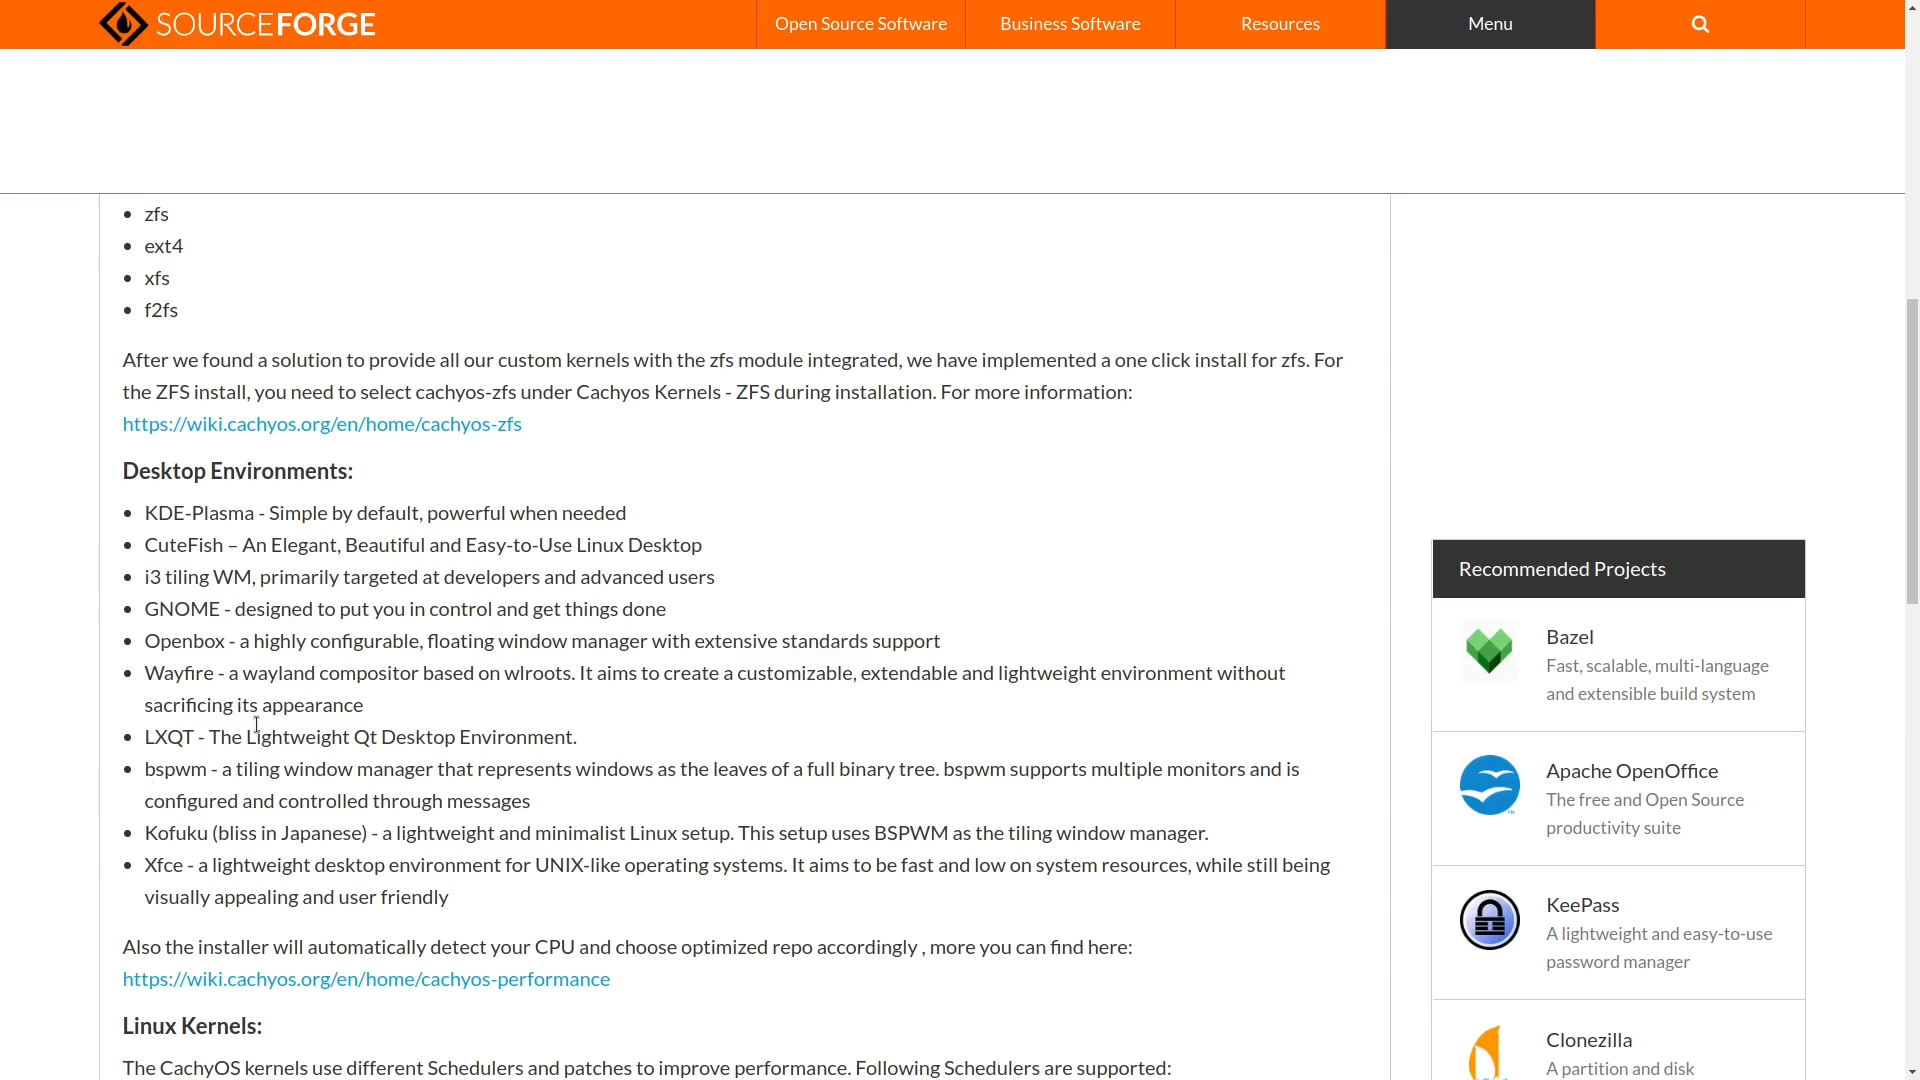 SOURCEFORGE
Open Source Software
Business Software
Resources
Menu
zfs
ext4
xfs
f2fs
After we found a solution to provide all our custom kernels with the zfs module integrated, we have implemented a one click install for zfs. For
the ZFS install, you need to select cachyos-zfs under Cachyos Kernels - ZFS during installation. For more information:
https://wiki.cachyos.org/en/home/cachyos-zfs
Desktop Environments:
KDE-Plasma - Simple by default, powerful when needed
CuteFish – An Elegant, Beautiful and Easy-to-Use Linux Desktop
i3 tiling WM, primarily targeted at developers and advanced users
GNOME - designed to put you in control and get things done
Openbox - a highly configurable, floating window manager with extensive standards support
Wayfire - a wayland compositor based on wlroots. It aims to create a customizable, extendable and lightweight environment without
sacrificing its appearance
LXQT - The Lightweight Qt Desktop Environment.
bspwm - a tiling window manager that represents windows as the leaves of a full binary tree. bspwm supports multiple monitors and is
configured and controlled through messages
Kofuku (bliss in Japanese) - a lightweight and minimalist Linux setup. This setup uses BSPWM as the tiling window manager.
Xfce - a lightweight desktop environment for UNIX-like operating systems. It aims to be fast and low on system resources, while still being
visually appealing and user friendly
Also the installer will automatically detect your CPU and choose optimized repo accordingly , more you can find here:
https://wiki.cachyos.org/en/home/cachyos-performance
Linux Kernels:
The CachyOS kernels use different Schedulers and patches to improve performance. Following Schedulers are supported:
Recommended Projects
Bazel
Fast, scalable, multi-language
and extensible build system
Apache OpenOffice
The free and Open Source
productivity suite
KeePass
A lightweight and easy-to-use
password manager
Clonezilla
A partition and disk